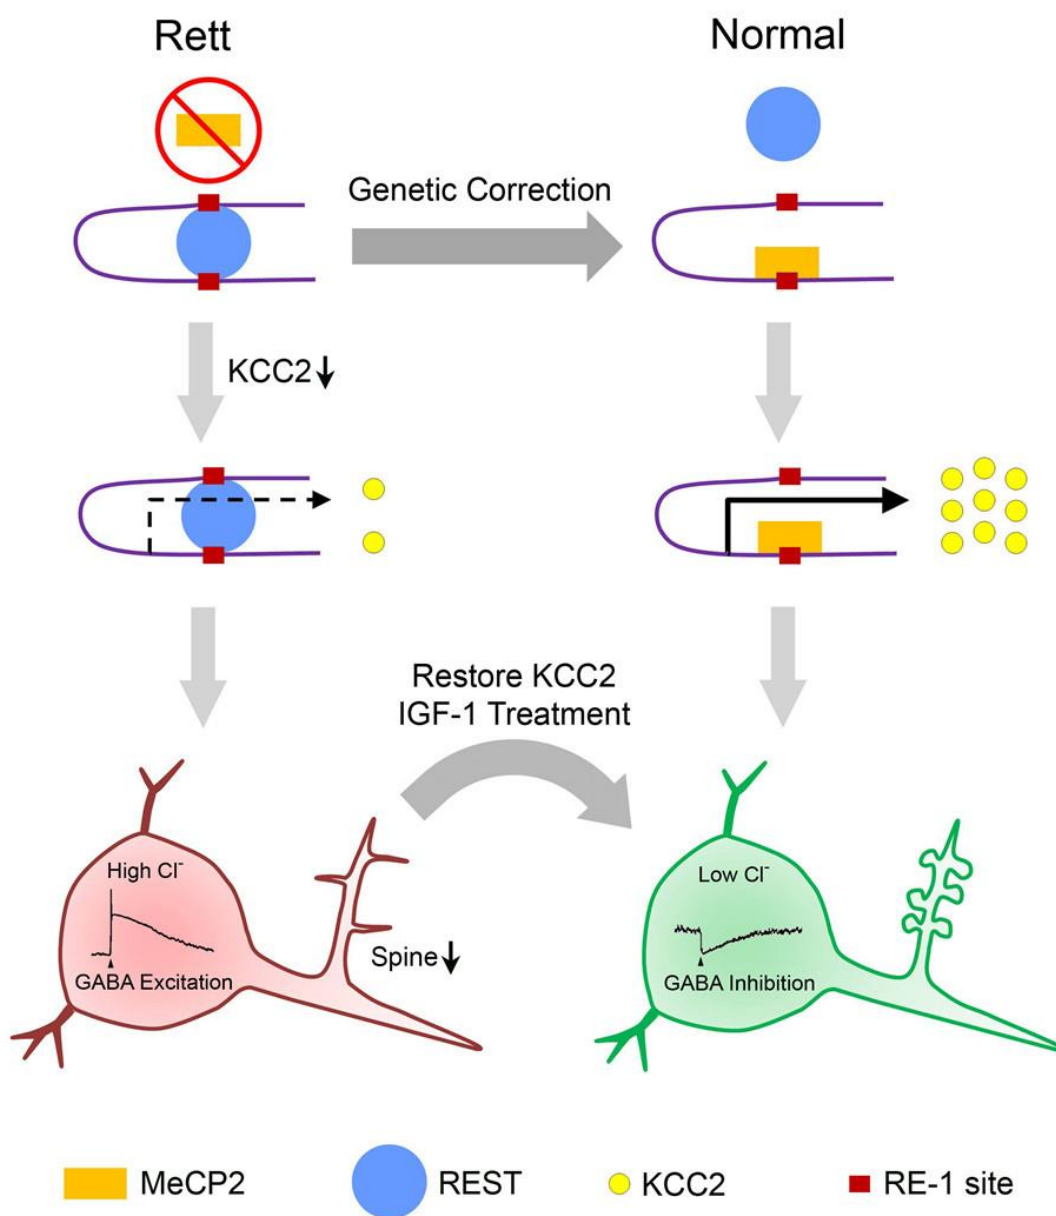 Rett
Normal
Genetic Correction
KCC2↓
Restore KCC2
IGF-1 Treatment
High Cl⁻
GABA Excitation
Spine↓
Low Cl⁻
GABA Inhibition
MeCP2
REST
KCC2
RE-1 site